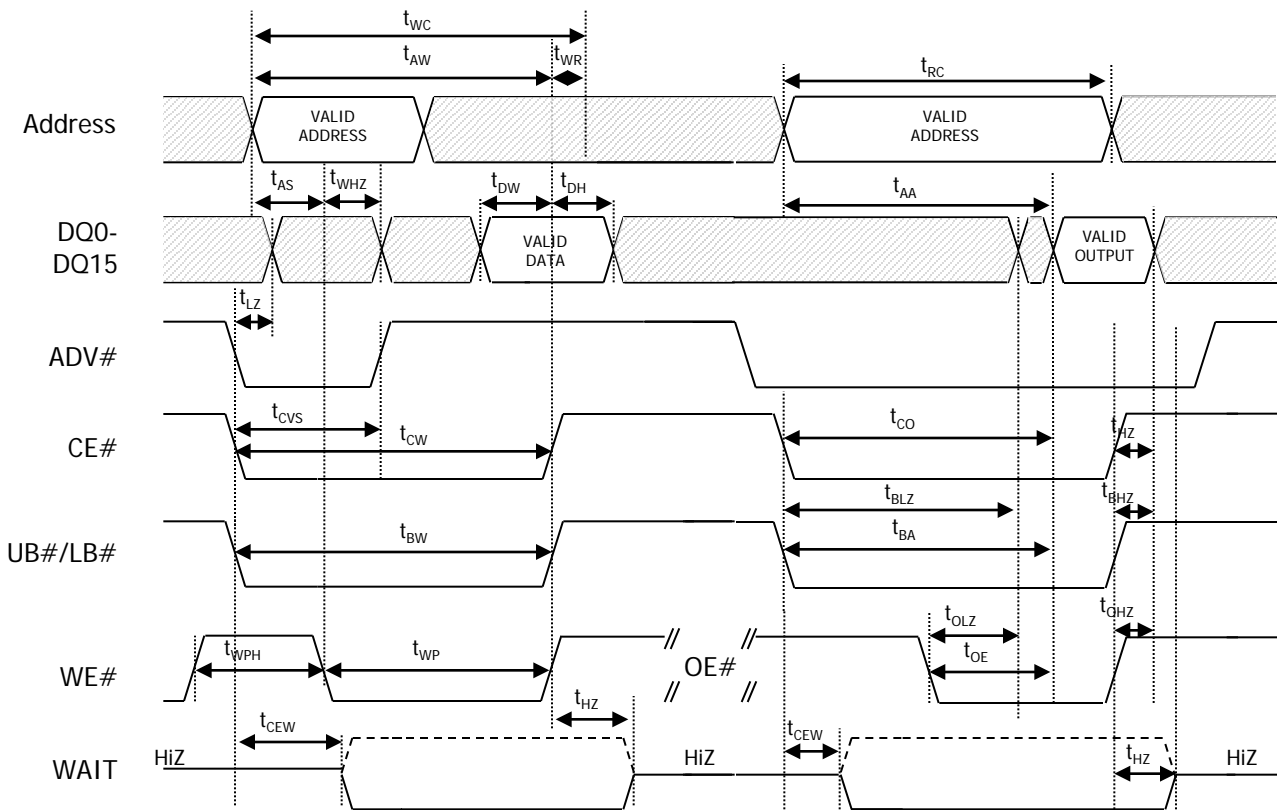 tWC
tAW
tWR
tRC
Address
VALID
ADDRESS
VALID
ADDRESS
tAS
tWHZ
tDW
tDH
tAA
DQ0-
DQ15
VALID
DATA
VALID
OUTPUT
tLZ
ADV#
tCVS
tCW
tCO
tHZ
CE#
tBLZ
tBHZ
UB#/LB#
tBW
tBA
tOLZ
tOHZ
WE#
tWPH
tWP
//
//
OE#
tOE
//
//
tCEW
tHZ
tCEW
WAIT
HiZ
HiZ
tHZ
HiZ